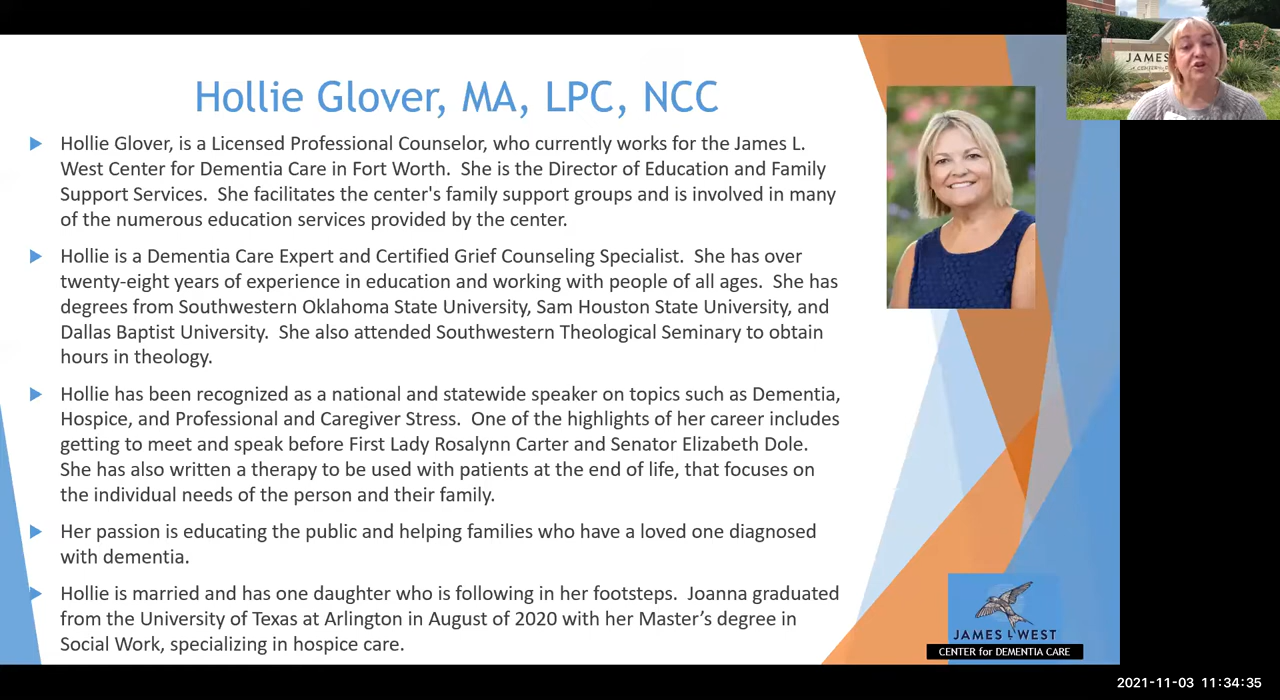 Hollie Glover, MA, LPC, NCC
Hollie Glover, is a Licensed Professional Counselor, who currently works for the James L.
West Center for Dementia Care in Fort Worth. She is the Director of Education and Family
Support Services. She facilitates the center's family support groups and is involved in many
of the numerous education services provided by the center.
Hollie is a Dementia Care Expert and Certified Grief Counseling Specialist. She has over
twenty-eight years of experience in education and working with people of all ages. She has
degrees from Southwestern Oklahoma State University, Sam Houston State University, and
Dallas Baptist University. She also attended Southwestern Theological Seminary to obtain
hours in theology.
Hollie has been recognized as a national and statewide speaker on topics such as Dementia,
Hospice, and Professional and Caregiver Stress. One of the highlights of her career includes
getting to meet and speak before First Lady Rosalynn Carter and Senator Elizabeth Dole.
She has also written a therapy to be used with patients at the end of life, that focuses on
the individual needs of the person and their family.
Her passion is educating the public and helping families who have a loved one diagnosed
with dementia.
Hollie is married and has one daughter who is following in her footsteps. Joanna graduated
from the University of Texas at Arlington in August of 2020 with her Master's degree in
Social Work, specializing in hospice care.
JAMES
JAMES L WEST
CENTER for DEMENTIA CARE
2021-11-03 11:34:35